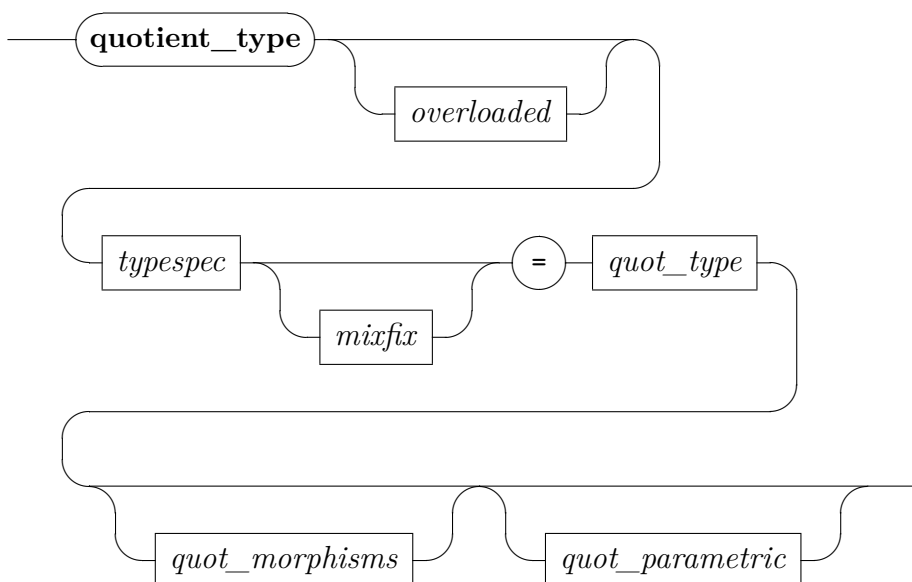 quotient_type
overloaded
typespec = quot_type
mixfix
quot_morphisms quot_parametric